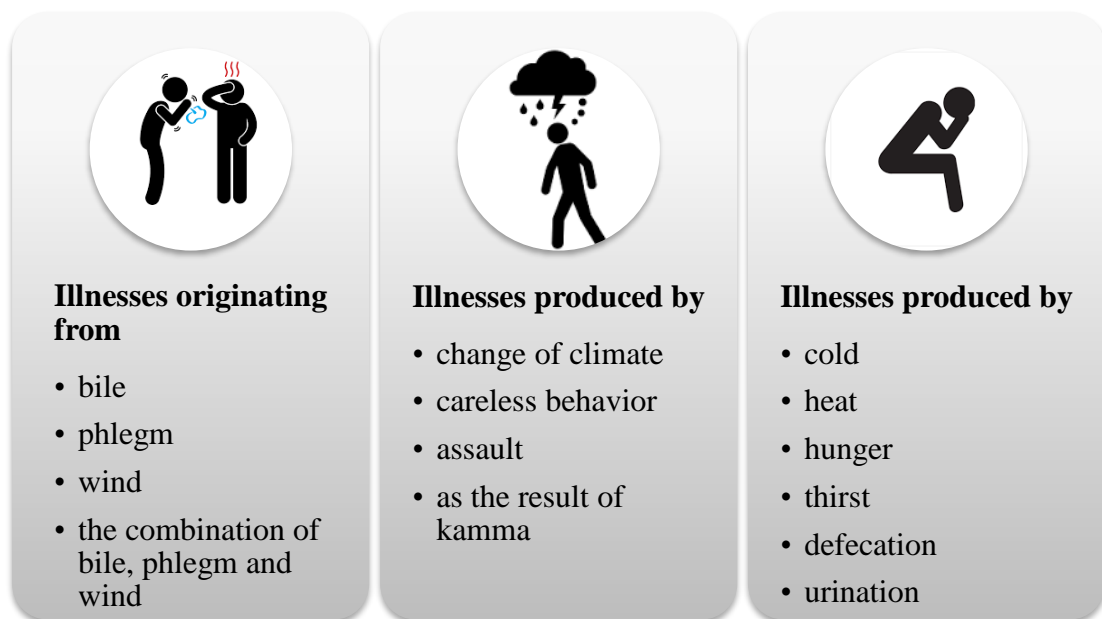 Illnesses originating
from
• bile
• phlegm
• wind
• the combination of
bile, phlegm and
wind
Illnesses produced by
• change of climate
• careless behavior
• assault
• as the result of
kamma
Illnesses produced by
• cold
• heat
• hunger
• thirst
• defecation
• urination